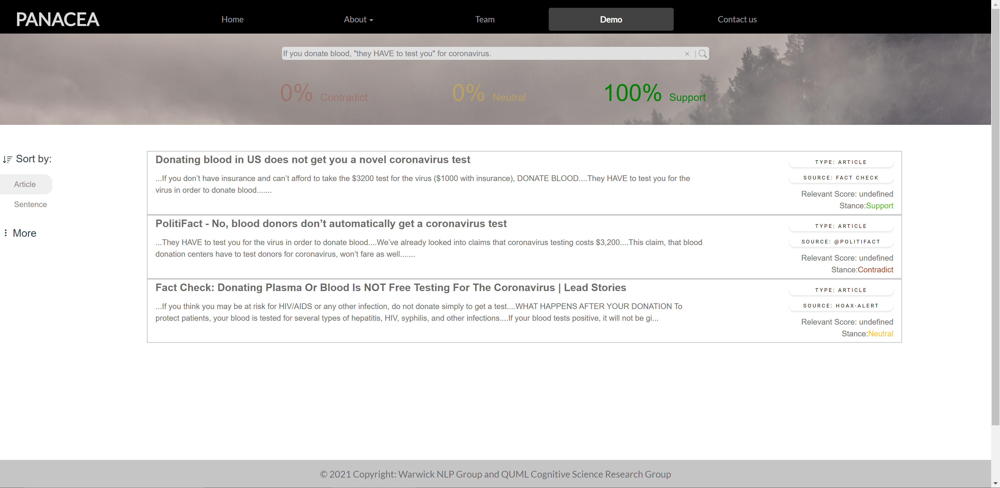 PANACEA
Home
About
Team
Demo
Contact us
If you donate blood, "they HAVE to test you" for coronavirus.
× |
0% Contradict
0% Neutral
100% Support
Sort by:
Article
Sentence
More
Donating blood in US does not get you a novel coronavirus test
...If you don’t have insurance and can’t afford to take the $3200 test for the virus ($1000 with insurance), DONATE BLOOD....They HAVE to test you for the
virus in order to donate blood.......
TYPE: ARTICLE
SOURCE: FACT CHECK
Relevant Score: undefined
Stance:Support
PolitiFact - No, blood donors don’t automatically get a coronavirus test
...They HAVE to test you for the virus in order to donate blood....We’ve already looked into claims that coronavirus testing costs $3,200....This claim, that blood
donation centers have to test donors for coronavirus, won’t fare as well.......
TYPE: ARTICLE
SOURCE: @POLITIFACT
Relevant Score: undefined
Stance:Contradict
Fact Check: Donating Plasma Or Blood Is NOT Free Testing For The Coronavirus | Lead Stories
...If you think you may be at risk for HIV/AIDS or any other infection, do not donate simply to get a test....WHAT HAPPENS AFTER YOUR DONATION To
protect patients, your blood is tested for several types of hepatitis, HIV, syphilis, and other infections....If your blood tests positive, it will not be gi...
TYPE: ARTICLE
SOURCE: HOAX-ALERT
Relevant Score: undefined
Stance:Neutral
© 2021 Copyright: Warwick NLP Group and QUML Cognitive Science Research Group